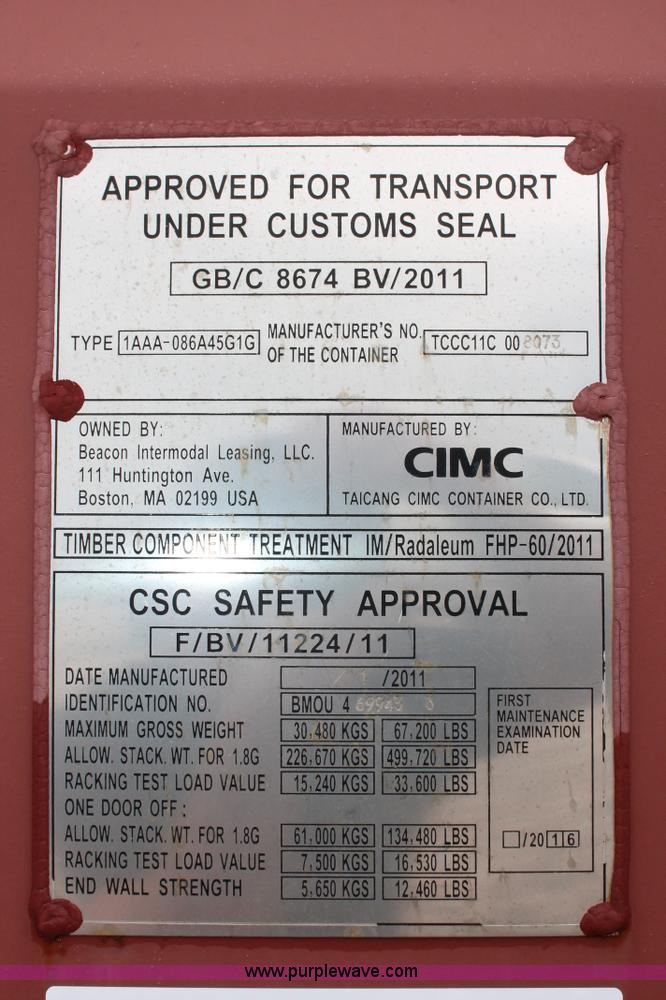 APPROVED FOR TRANSPORT
UNDER CUSTOMS SEAL
GB/C 8674 BV/2011
TYPE 1AAA-086A45G1G MANUFACTURER'S NO. OF THE CONTAINER TCCC11C 00
OWNED BY:
Beacon Intermodal Leasing, LLC.
111 Huntington Ave.
Boston, MA 02199 USA
MANUFACTURED BY:
CIMC
TAICANG CIMC CONTAINER CO., LTD.
TIMBER COMPONENT TREATMENT IM/Radaleum FHP-60/2011
CSC SAFETY APPROVAL
F/BV/11224/11
DATE MANUFACTURED /2011
IDENTIFICATION NO. BMOU 4
MAXIMUM GROSS WEIGHT 30,480 KGS 67,200 LBS
ALLOW. STACK. WT. FOR 1.8G 226,670 KGS 499,720 LBS
RACKING TEST LOAD VALUE 15,240 KGS 33,600 LBS
ONE DOOR OFF:
ALLOW. STACK. WT. FOR 1.8G 61,000 KGS 134,480 LBS
RACKING TEST LOAD VALUE 7,500 KGS 16,530 LBS
END WALL STRENGTH 5,650 KGS 12,460 LBS
FIRST
MAINTENANCE
EXAMINATION
DATE
/2016
www.purplewave.com